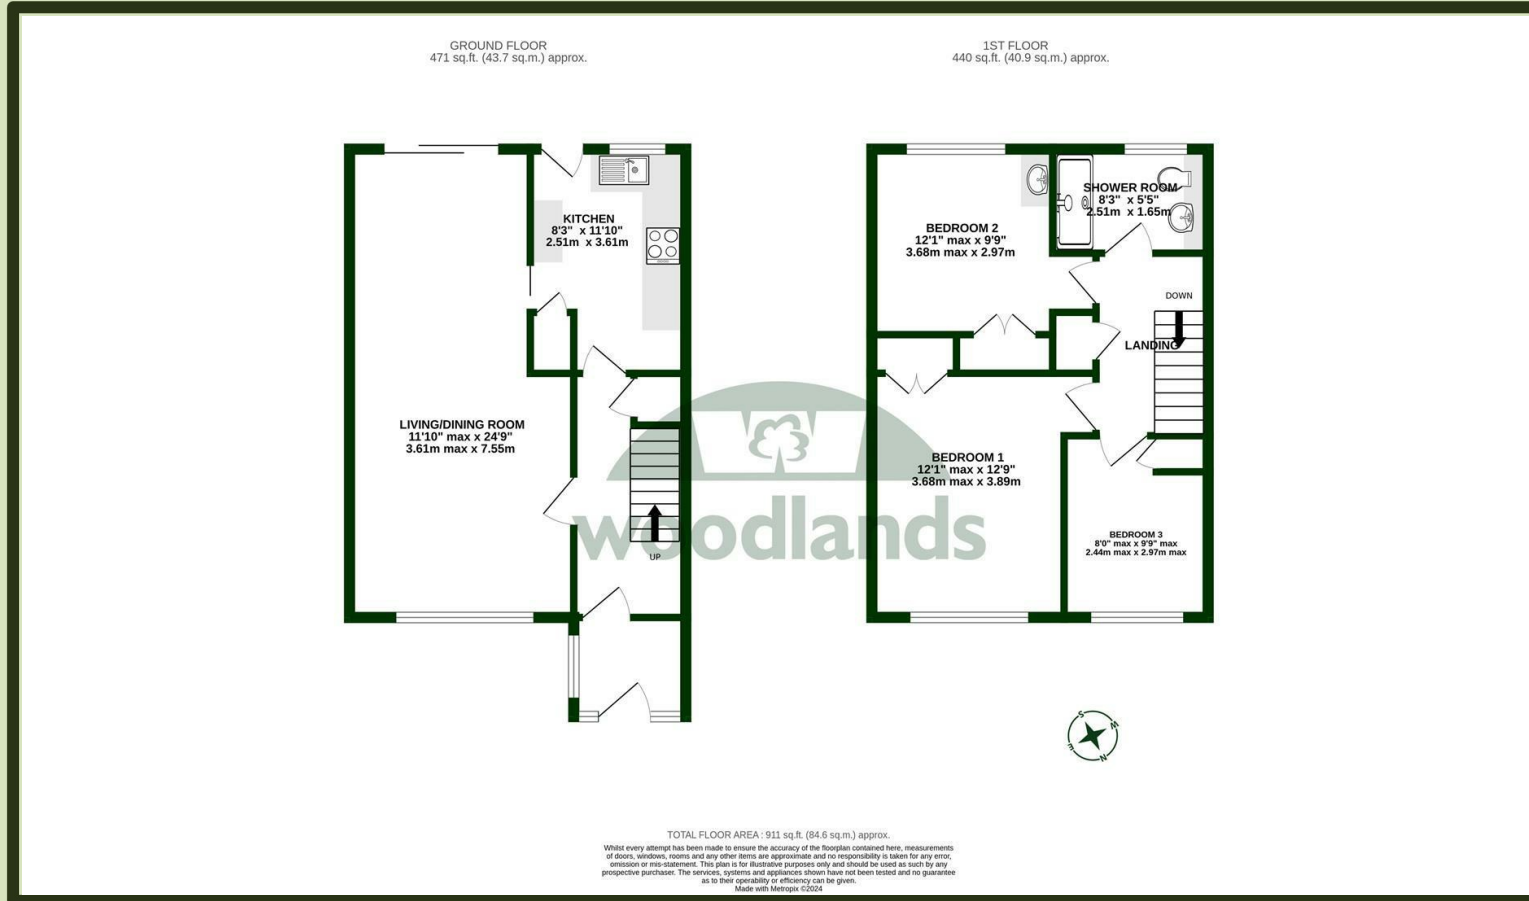 GROUND FLOOR
471 sq.ft. (43.7 sq.m.) approx.
1ST FLOOR
440 sq.ft. (40.9 sq.m.) approx.
KITCHEN
8'3" x 11'10"
2.51m x 3.61m
LIVING/DINING ROOM
11'10" max x 24'9"
3.61m max x 7.55m
UP
BEDROOM 2
12'1" max x 9'9"
3.68m max x 2.97m
SHOWER ROOM
8'3" x 5'5"
2.51m x 1.65m
DOWN
LANDING
BEDROOM 1
12'1" max x 12'9"
3.68m max x 3.89m
BEDROOM 3
8'0" max x 9'9" max
2.44m max x 2.97m max
woodlands
S
W
E
N
TOTAL FLOOR AREA : 911 sq.ft. (84.6 sq.m.) approx.
Whilst every attempt has been made to ensure the accuracy of the floorplan contained here, measurements
of doors, windows, rooms and any other items are approximate and no responsibility is taken for any error,
omission or mis-statement. This plan is for illustrative purposes only and should be used as such by any
prospective purchaser. The services, systems and appliances shown have not been tested and no guarantee
as to their operability or efficiency can be given.
Made with Metropix ©2024